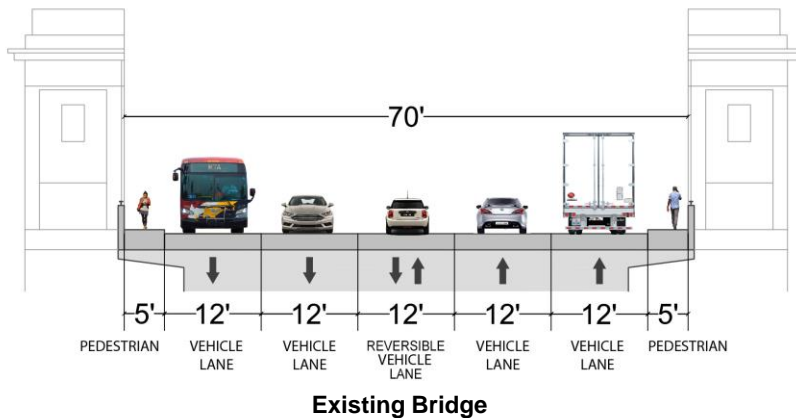 70'
MTA
5'
12'
12'
12'
12'
12'
5'
PEDESTRIAN
VEHICLE
LANE
VEHICLE
LANE
REVERSIBLE
VEHICLE
LANE
VEHICLE
LANE
VEHICLE
LANE
PEDESTRIAN
Existing Bridge